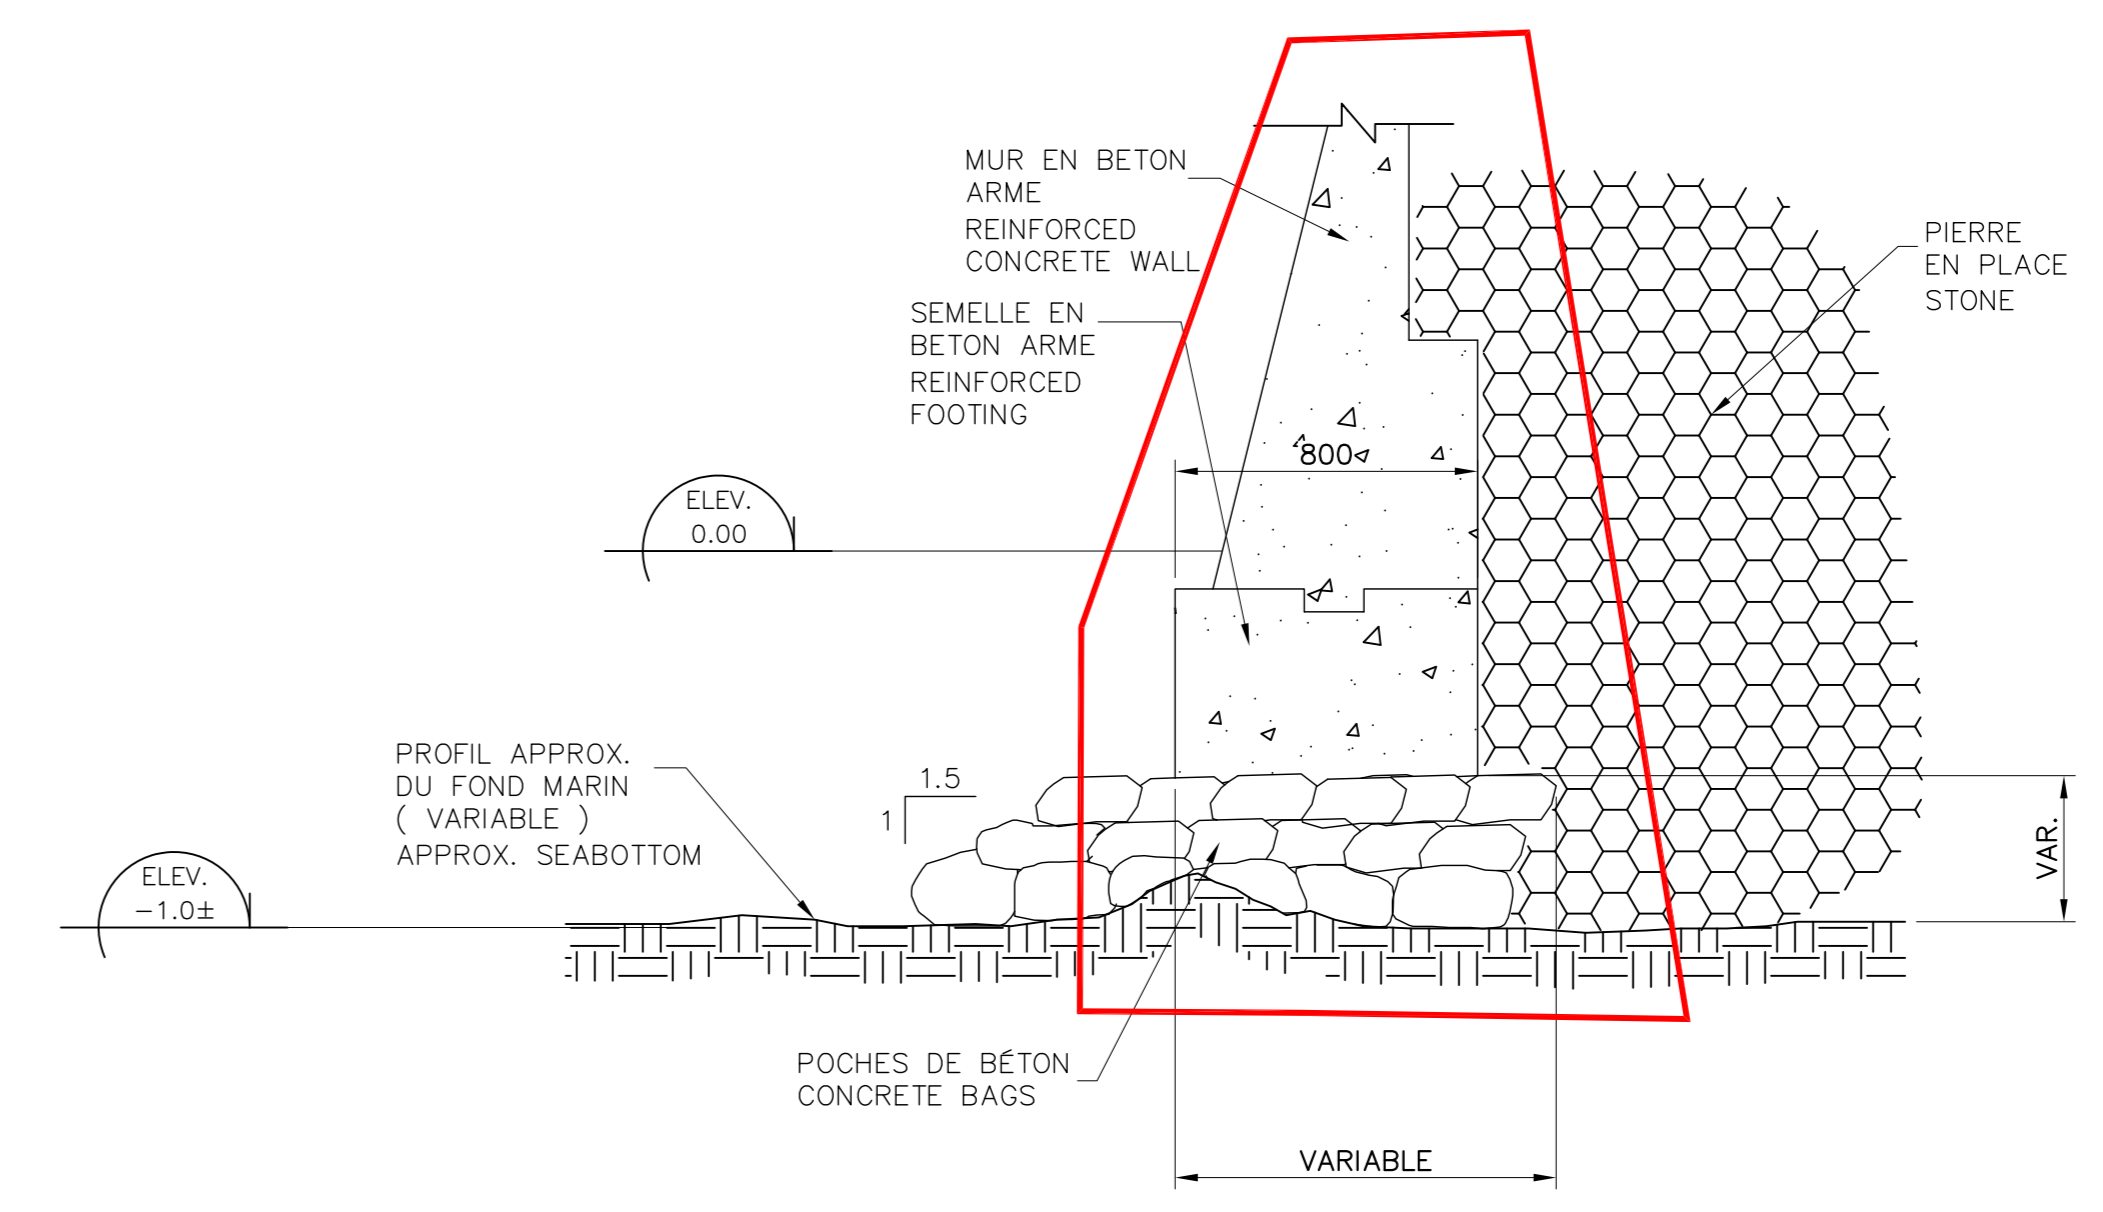 MUR EN BETON
ARME
REINFORCED
CONCRETE WALL
SEMELLE EN
BETON ARME
REINFORCED
FOOTING
PIERRE
EN PLACE
STONE
800
ELEV.
0.00
PROFIL APPROX.
DU FOND MARIN
( VARIABLE )
APPROX. SEABOTTOM
1.5
1
ELEV.
-1.0±
VAR.
POCHES DE BÉTON
CONCRETE BAGS
VARIABLE